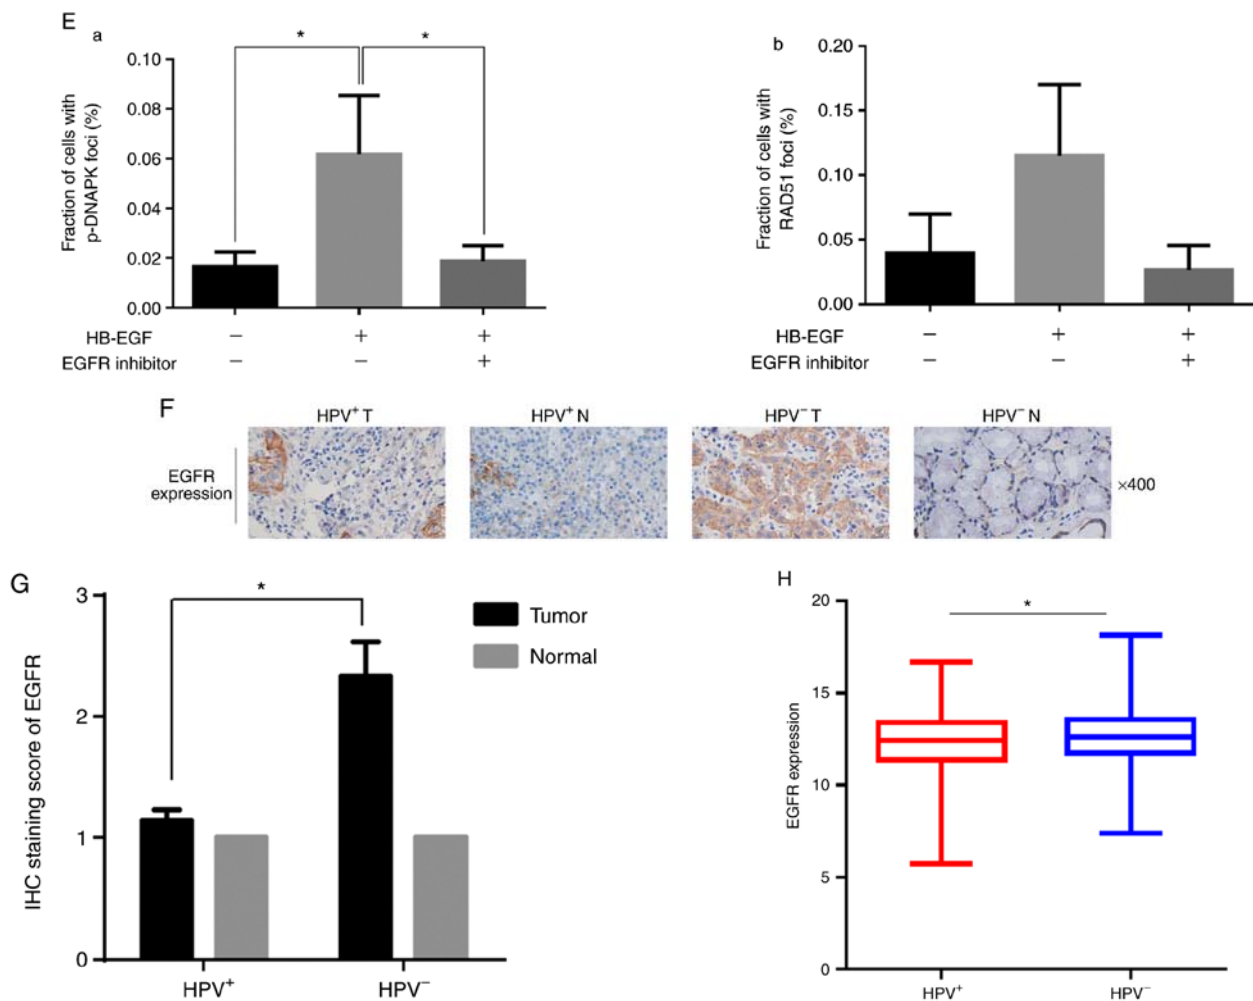 E
a
* *
0.10
0.08
0.06
0.04
0.02
0.00
Fraction of cells with
p-DNAPK foci (%)
HB-EGF − + +
EGFR inhibitor − − +
b
0.20
0.15
0.10
0.05
0.00
Fraction of cells with
RAD51 foci (%)
HB-EGF − + +
EGFR inhibitor − − +
F
HPV⁺ T HPV⁺ N HPV⁻ T HPV⁻ N
EGFR
expression
×400
G
*
3
2
1
0
IHC staining score of EGFR
Tumor
Normal
HPV⁺ HPV⁻
H
*
20
15
10
5
0
EGFR expression
HPV⁺ HPV⁻